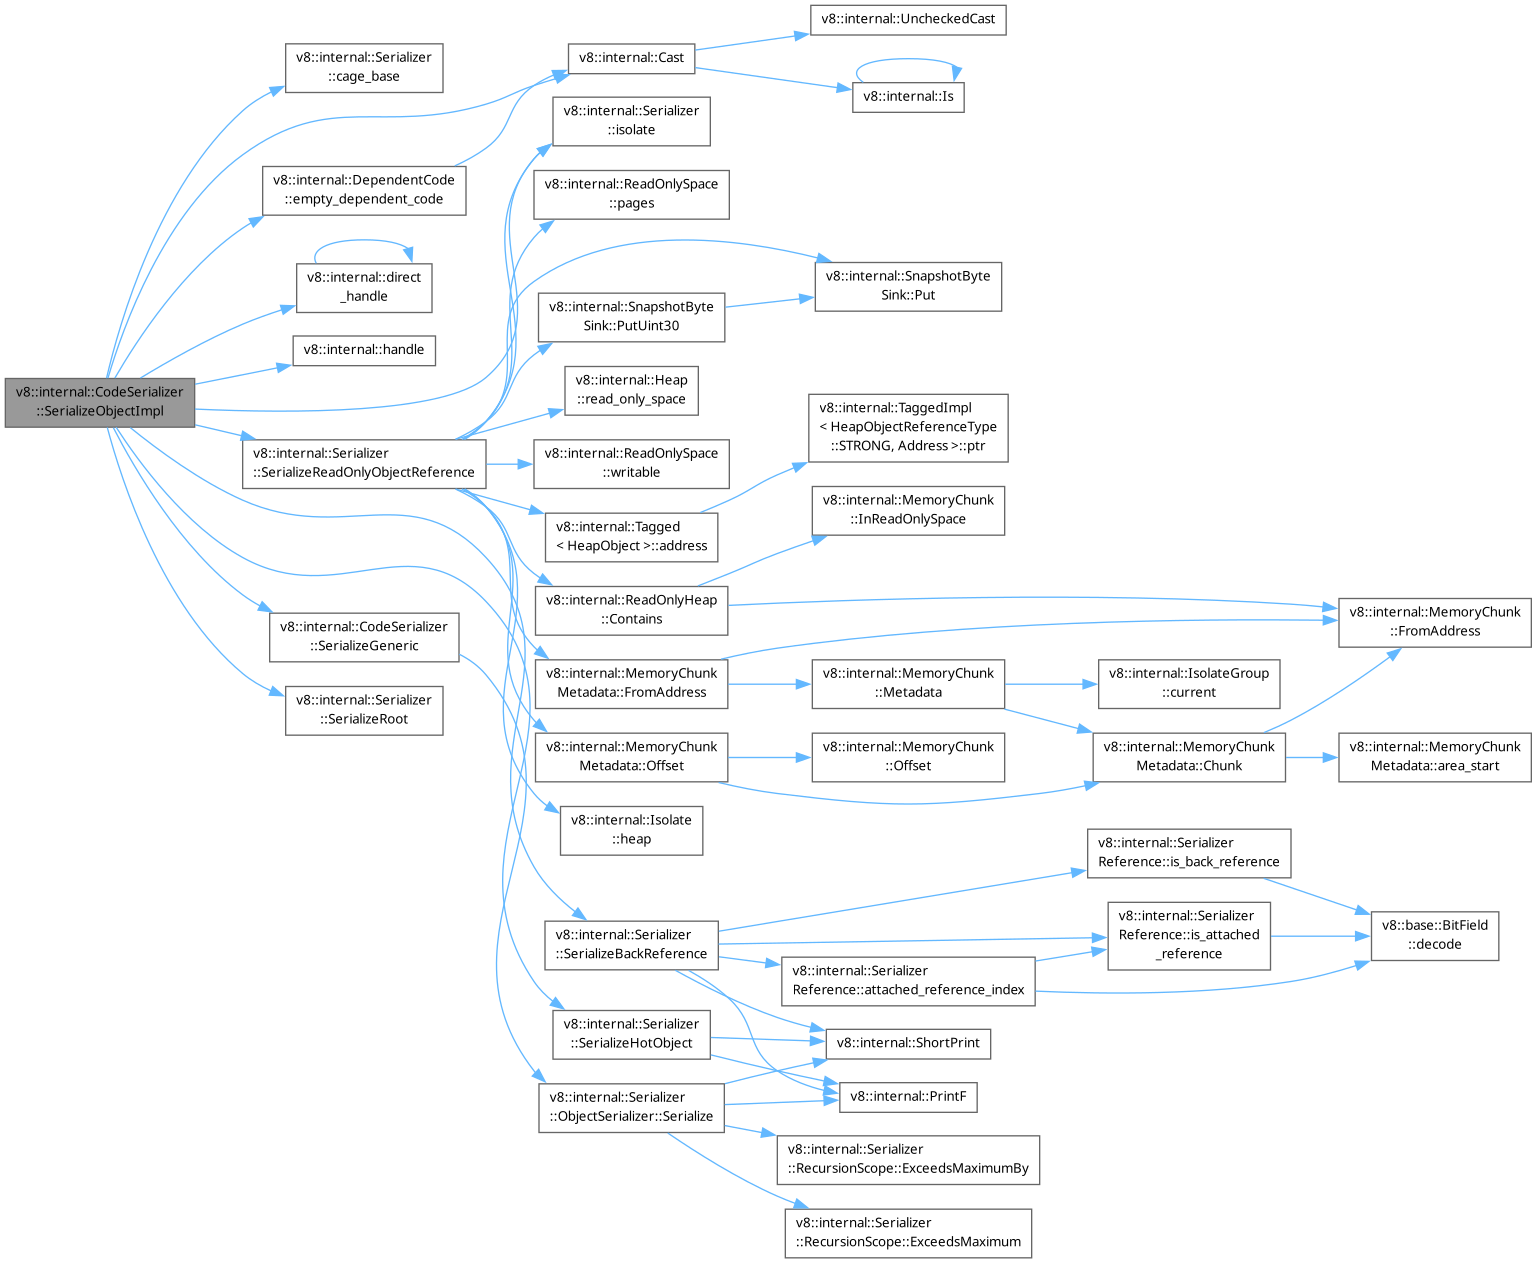 v8::internal::CodeSerializer
::SerializeObjectImpl
v8::internal::Serializer
::cage_base
v8::internal::DependentCode
::empty_dependent_code
v8::internal::direct
_handle
v8::internal::handle
v8::internal::Serializer
::SerializeReadOnlyObjectReference
v8::internal::CodeSerializer
::SerializeGeneric
v8::internal::Serializer
::SerializeRoot
v8::internal::Cast
v8::internal::Serializer
::isolate
v8::internal::ReadOnlySpace
::pages
v8::internal::SnapshotByte
Sink::PutUint30
v8::internal::Heap
::read_only_space
v8::internal::ReadOnlySpace
::writable
v8::internal::Tagged
< HeapObject >::address
v8::internal::ReadOnlyHeap
::Contains
v8::internal::MemoryChunk
Metadata::FromAddress
v8::internal::MemoryChunk
Metadata::Offset
v8::internal::Isolate
::heap
v8::internal::Serializer
::SerializeBackReference
v8::internal::Serializer
::SerializeHotObject
v8::internal::Serializer
::ObjectSerializer::Serialize
v8::internal::UncheckedCast
v8::internal::Is
v8::internal::SnapshotByte
Sink::Put
v8::internal::TaggedImpl
< HeapObjectReferenceType
::STRONG, Address >::ptr
v8::internal::MemoryChunk
::InReadOnlySpace
v8::internal::MemoryChunk
::Metadata
v8::internal::MemoryChunk
::Offset
v8::internal::Serializer
Reference::attached_reference_index
v8::internal::ShortPrint
v8::internal::PrintF
v8::internal::Serializer
::RecursionScope::ExceedsMaximumBy
v8::internal::Serializer
::RecursionScope::ExceedsMaximum
v8::internal::IsolateGroup
::current
v8::internal::MemoryChunk
Metadata::Chunk
v8::internal::Serializer
Reference::is_back_reference
v8::internal::Serializer
Reference::is_attached
_reference
v8::internal::MemoryChunk
::FromAddress
v8::internal::MemoryChunk
Metadata::area_start
v8::base::BitField
::decode